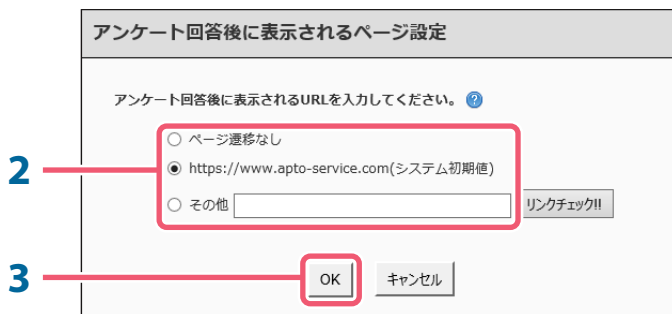 アンケート回答後に表示されるページ設定
アンケート回答後に表示されるURLを入力してください。 ?
ページ遷移なし
2 https://www.apto-service.com(システム初期値)
その他 リンクチェック!!
3 OK キャンセル